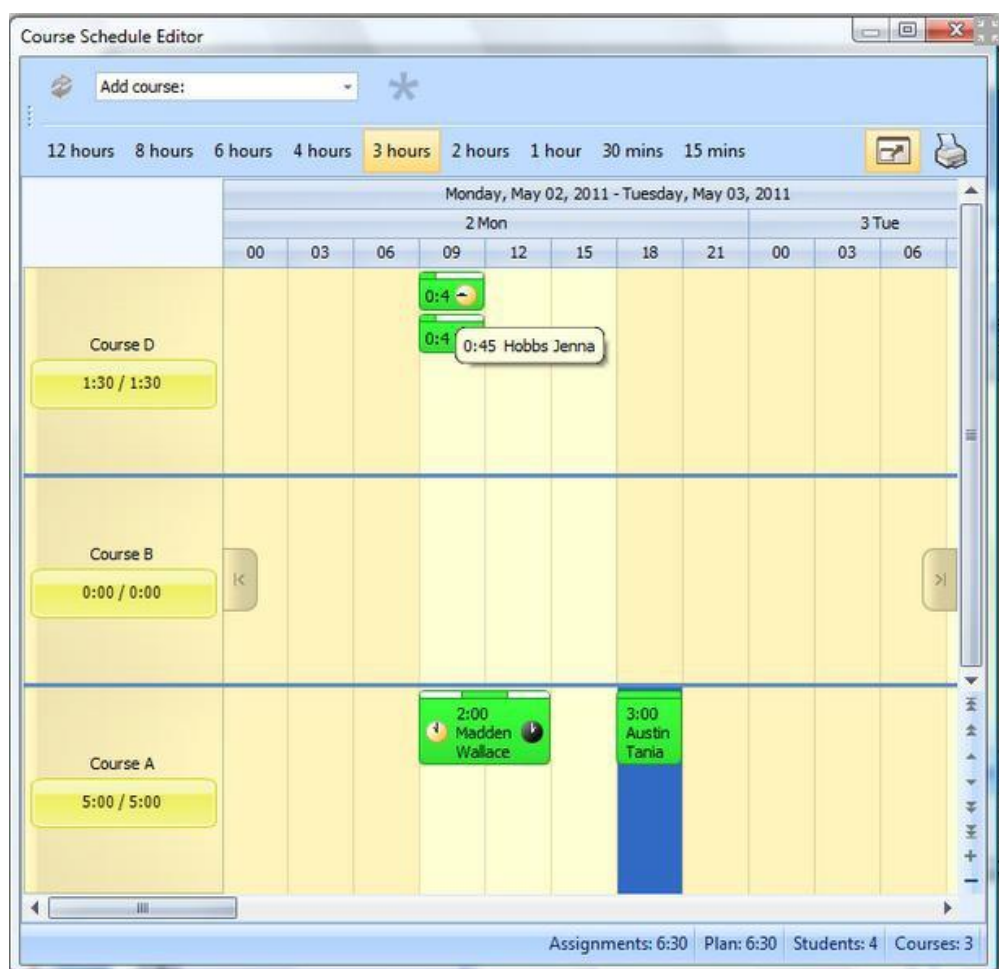 Course Schedule Editor
Add course:
12 hours 8 hours 6 hours 4 hours 3 hours 2 hours 1 hour 30 mins 15 mins
Monday, May 02, 2011 - Tuesday, May 03, 2011
2 Mon 3 Tue
00 03 06 09 12 15 18 21 00 03 06
0:4
0:4
0:45 Hobbs Jenna
Course D
1:30 / 1:30
Course B
0:00 / 0:00
2:00
Madden
Wallace
3:00
Austin
Tania
Course A
5:00 / 5:00
Assignments: 6:30 Plan: 6:30 Students: 4 Courses: 3